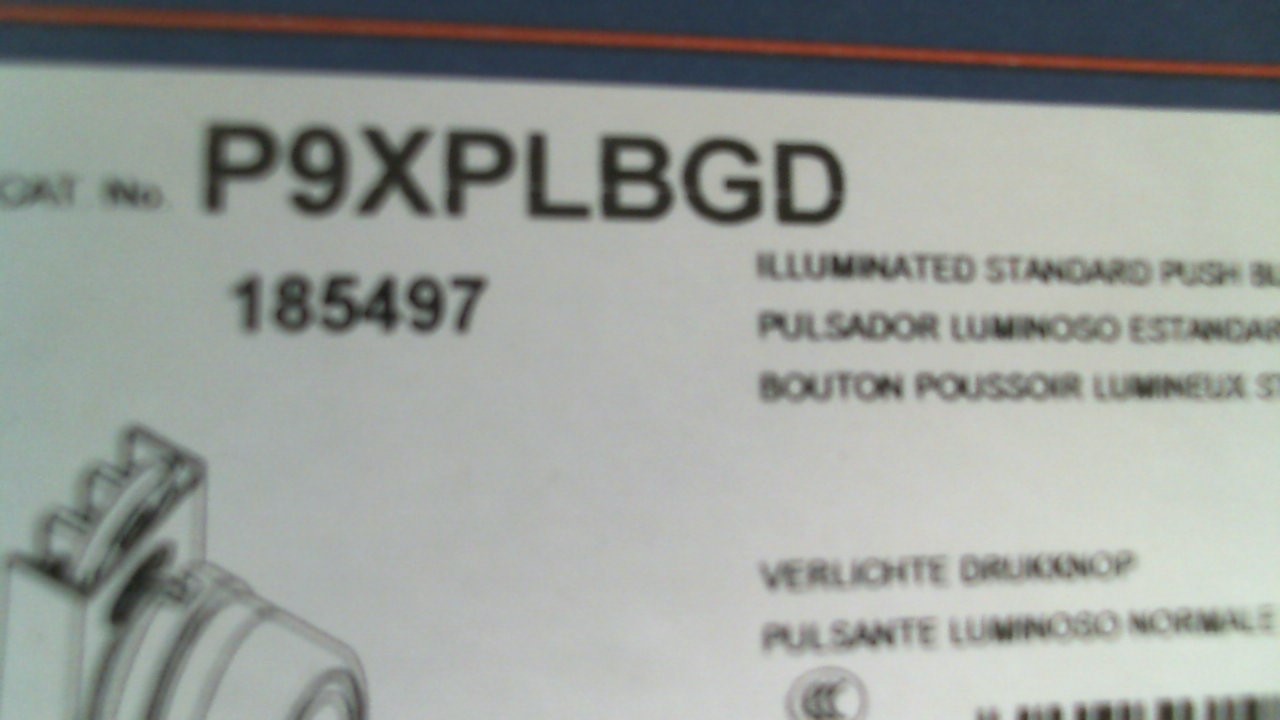 CAT. No. P9XPLBGD
185497
ILLUMINATED STANDARD PUSH
PULSADOR LUMINOSO
BOUTON POUSSOIR LUMINEUX
VERLICHTE DRUKKNOP
PULSANTE LUMINOSO NORMALE